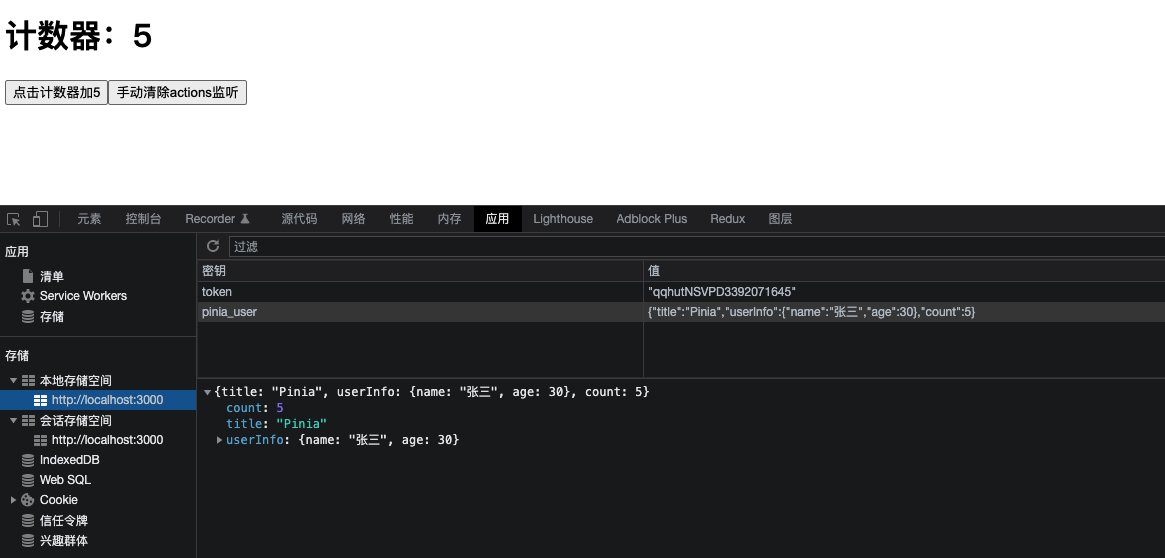 计数器：5
点击计数器加5 手动清除actions监听
元素 控制台 Recorder 源代码 网络 性能 内存 应用 Lighthouse Adblock Plus Redux 图层
应用
清单
Service Workers
存储
存储
本地存储空间
http://localhost:3000
会话存储空间
http://localhost:3000
IndexedDB
Web SQL
Cookie
信任令牌
兴趣群体
过滤
密钥 值
token "qqhutNSVPD3392071645"
pinia_user {"title":"Pinia","userInfo":{"name":"张三","age":30},"count":5}
{title: "Pinia", userInfo: {name: "张三", age: 30}, count: 5}
count: 5
title: "Pinia"
userInfo: {name: "张三", age: 30}